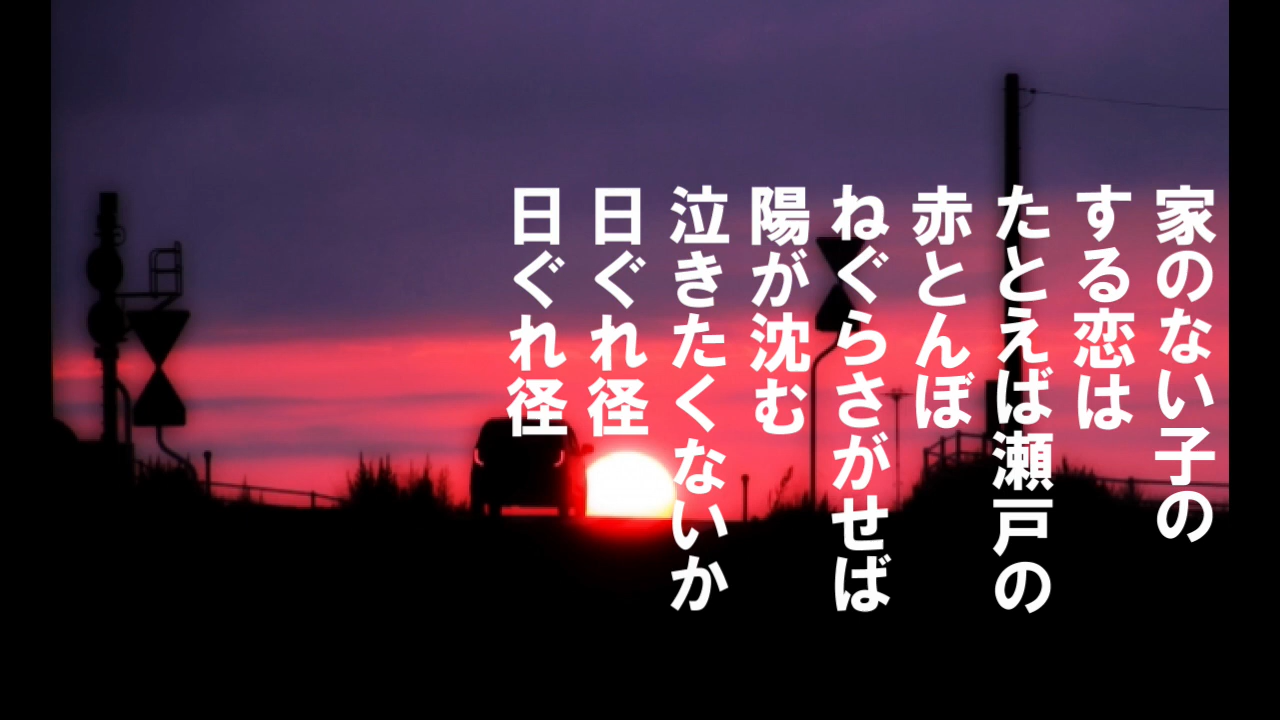 家のない子の
する恋は
たとえば瀬戸の
赤とんぼ
ねぐらさがせば
陽が沈む
泣きたくないか
日ぐれ径
日ぐれ径